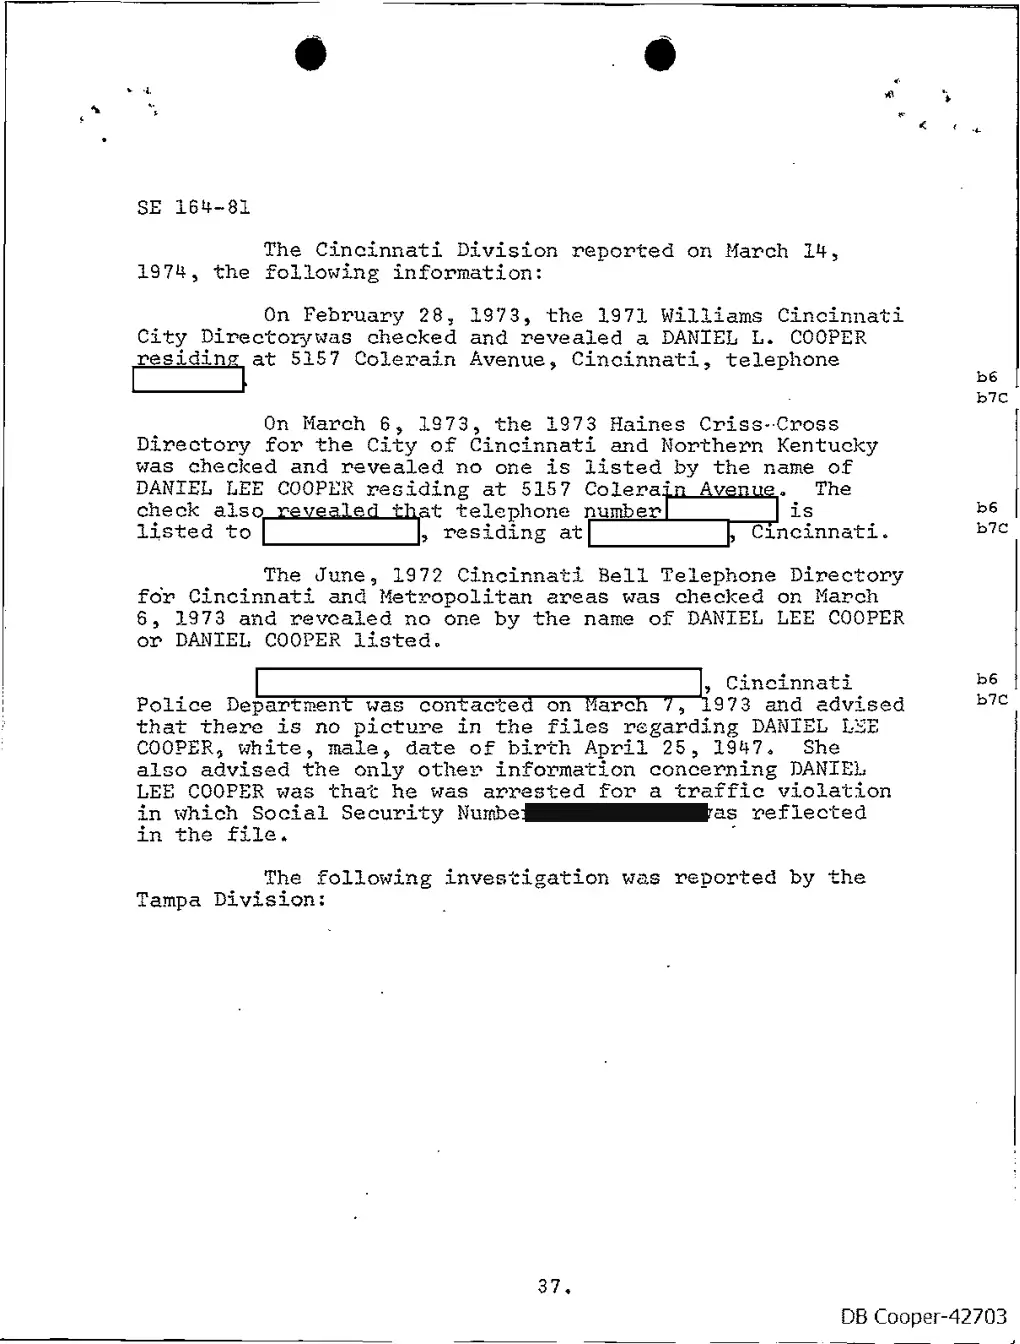 SE 164-81
The Cincinnati Division reported on March 14,
1974, the following information:
On February 28, 1973, the 1971 Williams Cincinnati
City Directorywas checked and revealed a DANIEL L. COOPER
residing at 5157 Colerain Avenue, Cincinnati, telephone
.
b6
b7C
On March 6, 1973, the 1973 Haines Criss-Cross
Directory for the City of Cincinnati and Northern Kentucky
was checked and revealed no one is listed by the name of
DANIEL LEE COOPER residing at 5157 Colerain Avenue. The
check also revealed that telephone number is
listed to , residing at , Cincinnati.
b6
b7C
The June, 1972 Cincinnati Bell Telephone Directory
for Cincinnati and Metropolitan areas was checked on March
6, 1973 and revealed no one by the name of DANIEL LEE COOPER
or DANIEL COOPER listed.
, Cincinnati
Police Department was contacted on March 7, 1973 and advised
that there is no picture in the files regarding DANIEL LEE
COOPER, white, male, date of birth April 25, 1947. She
also advised the only other information concerning DANIEL
LEE COOPER was that he was arrested for a traffic violation
in which Social Security Number was reflected
in the file.
b6
b7C
The following investigation was reported by the
Tampa Division:
37.
DB Cooper-42703